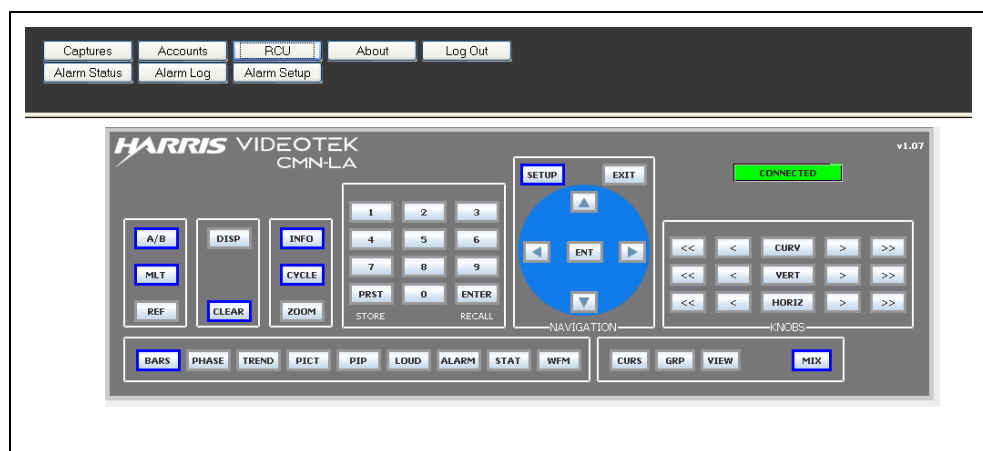 Captures Accounts RCU About Log Out
Alarm Status Alarm Log Alarm Setup
HARRIS VIDEOTEK
CMN-LA
v1.07
CONNECTED
SETUP EXIT
1 2 3
A/B DISP INFO 4 5 6 ENT << < CURV > >>
MLT CYCLE 7 8 9 << < VERT > >>
REF CLEAR ZOOM PRST 0 ENTER << < HORIZ > >>
STORE RECALL
NAVIGATION KNOBS
BARS PHASE TREND PICT PIP LOUD ALARM STAT WFM CURS GRP VIEW MIX